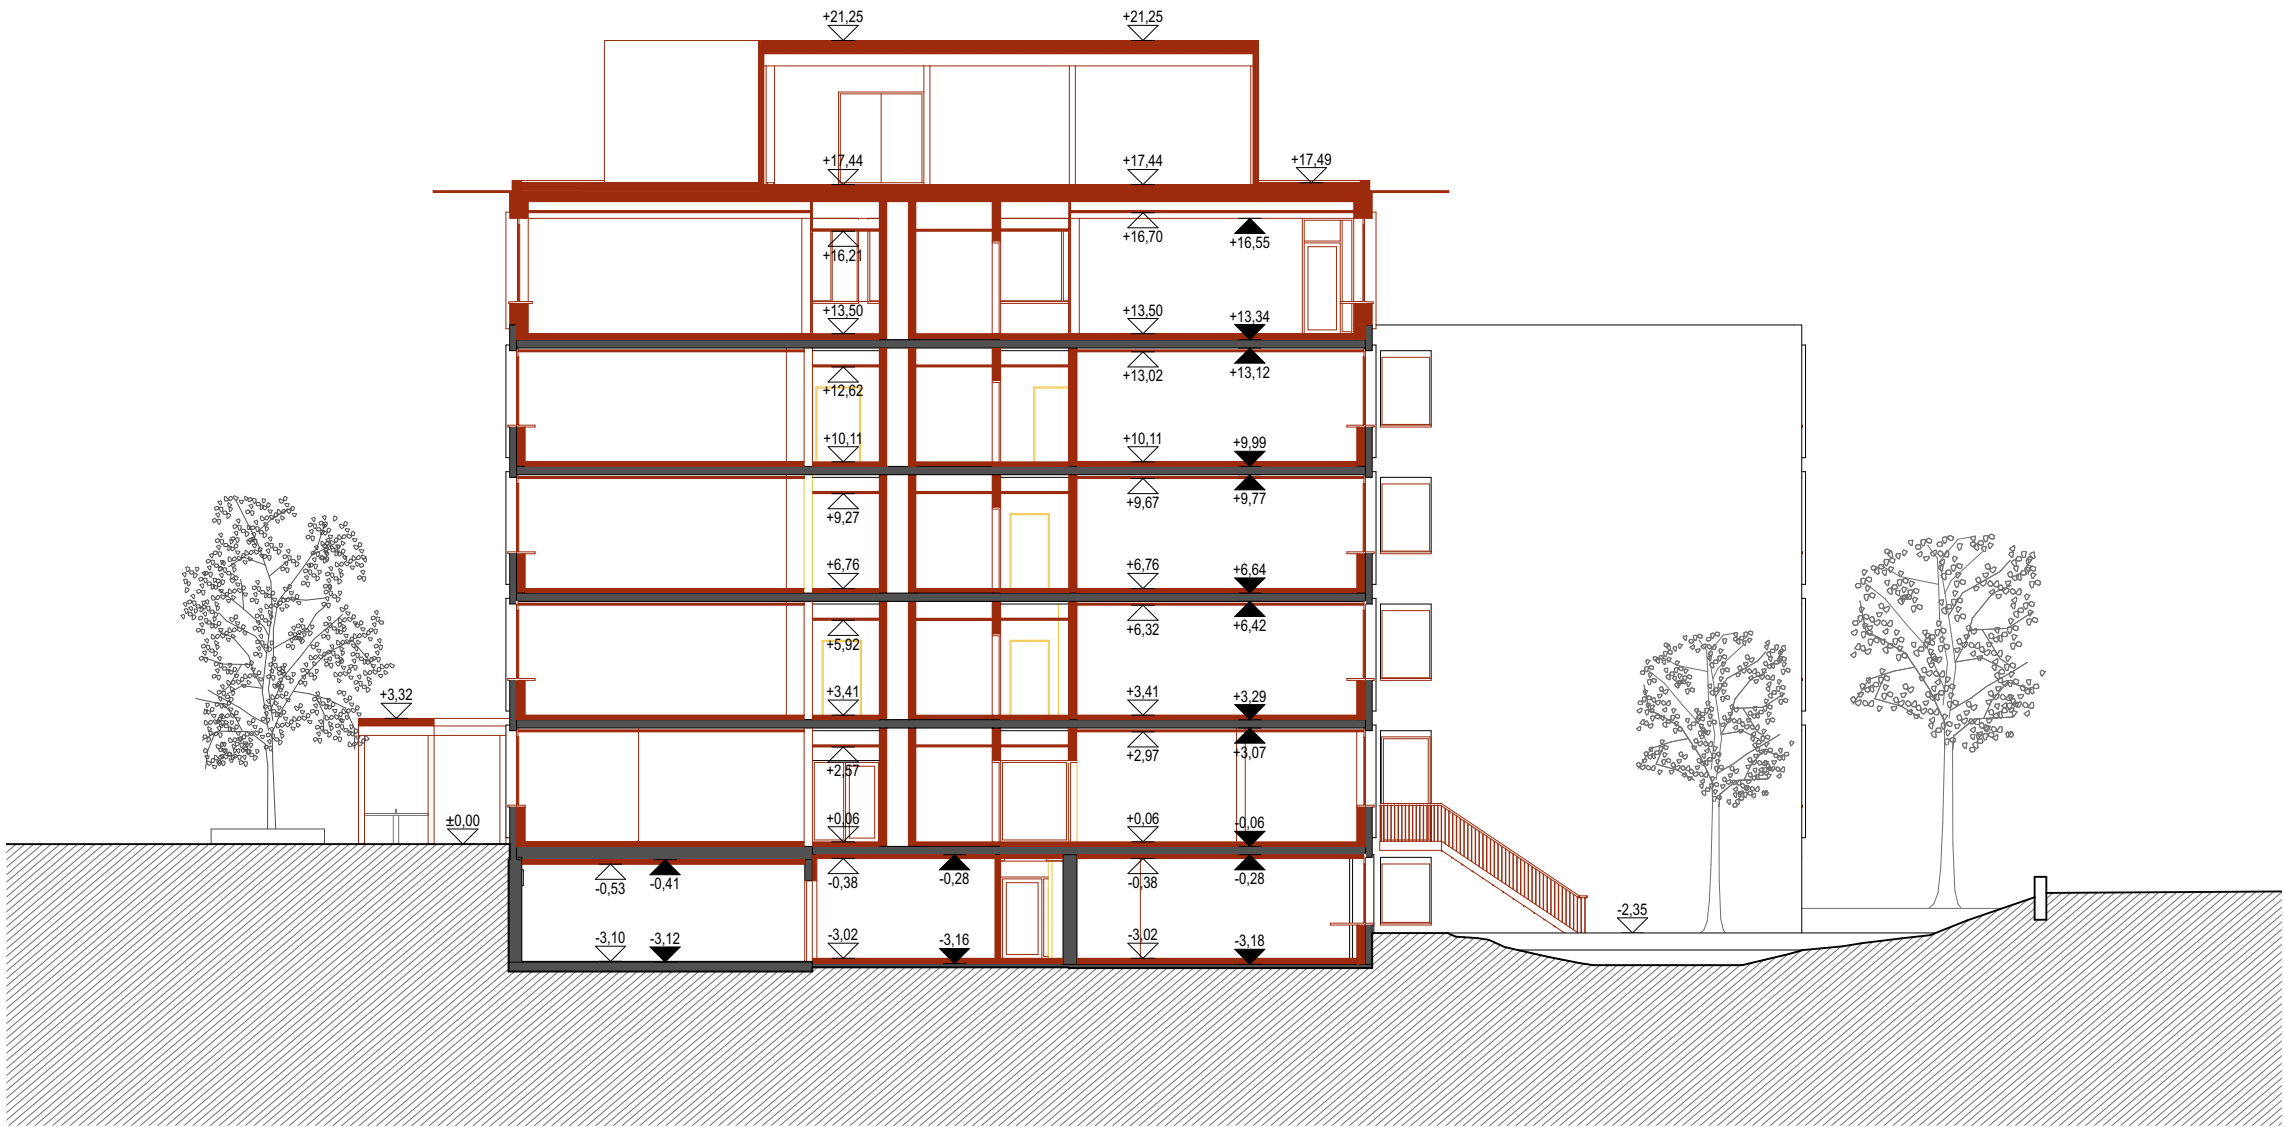 +21,25 +21,25
+17,44 +17,44 +17,49
+16,21 +16,70 +16,55
+13,50 +13,50 +13,34
+12,62 +13,02 +13,12
+10,11 +10,11 +9,99
+9,27 +9,67 +9,77
+6,76 +6,76 +6,64
+5,92 +6,32 +6,42
+3,32 +3,41 +3,41 +3,29
+2,57 +2,97 +3,07
±0,00 +0,06 +0,06 -0,06
-0,53 -0,41 -0,38 -0,28 -0,38 -0,28
-2,35
-3,10 -3,12 -3,02 -3,16 -3,02 -3,18